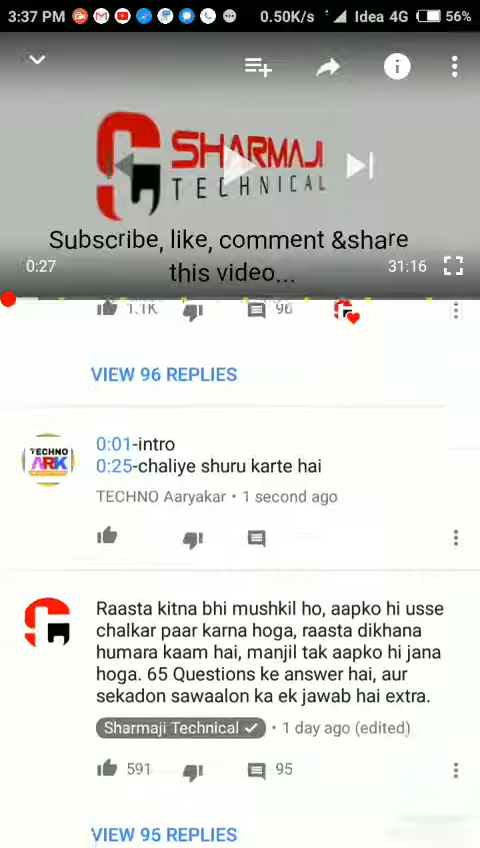 3:37 PM 0.50K/s Idea 4G 56%
SHARMAJI
TECHNICAL
Subscribe, like, comment &share
this video...
0:27 31:16
1.1K 96
VIEW 96 REPLIES
TECHNO
ARK
0:01-intro
0:25-chaliye shuru karte hai
TECHNO Aaryakar • 1 second ago
Raasta kitna bhi mushkil ho, aapko hi usse
chalkar paar karna hoga, raasta dikhana
humara kaam hai, manjil tak aapko hi jana
hoga. 65 Questions ke answer hai, aur
sekadon sawaalon ka ek jawab hai extra.
Sharmaji Technical • 1 day ago (edited)
591 95
VIEW 95 REPLIES